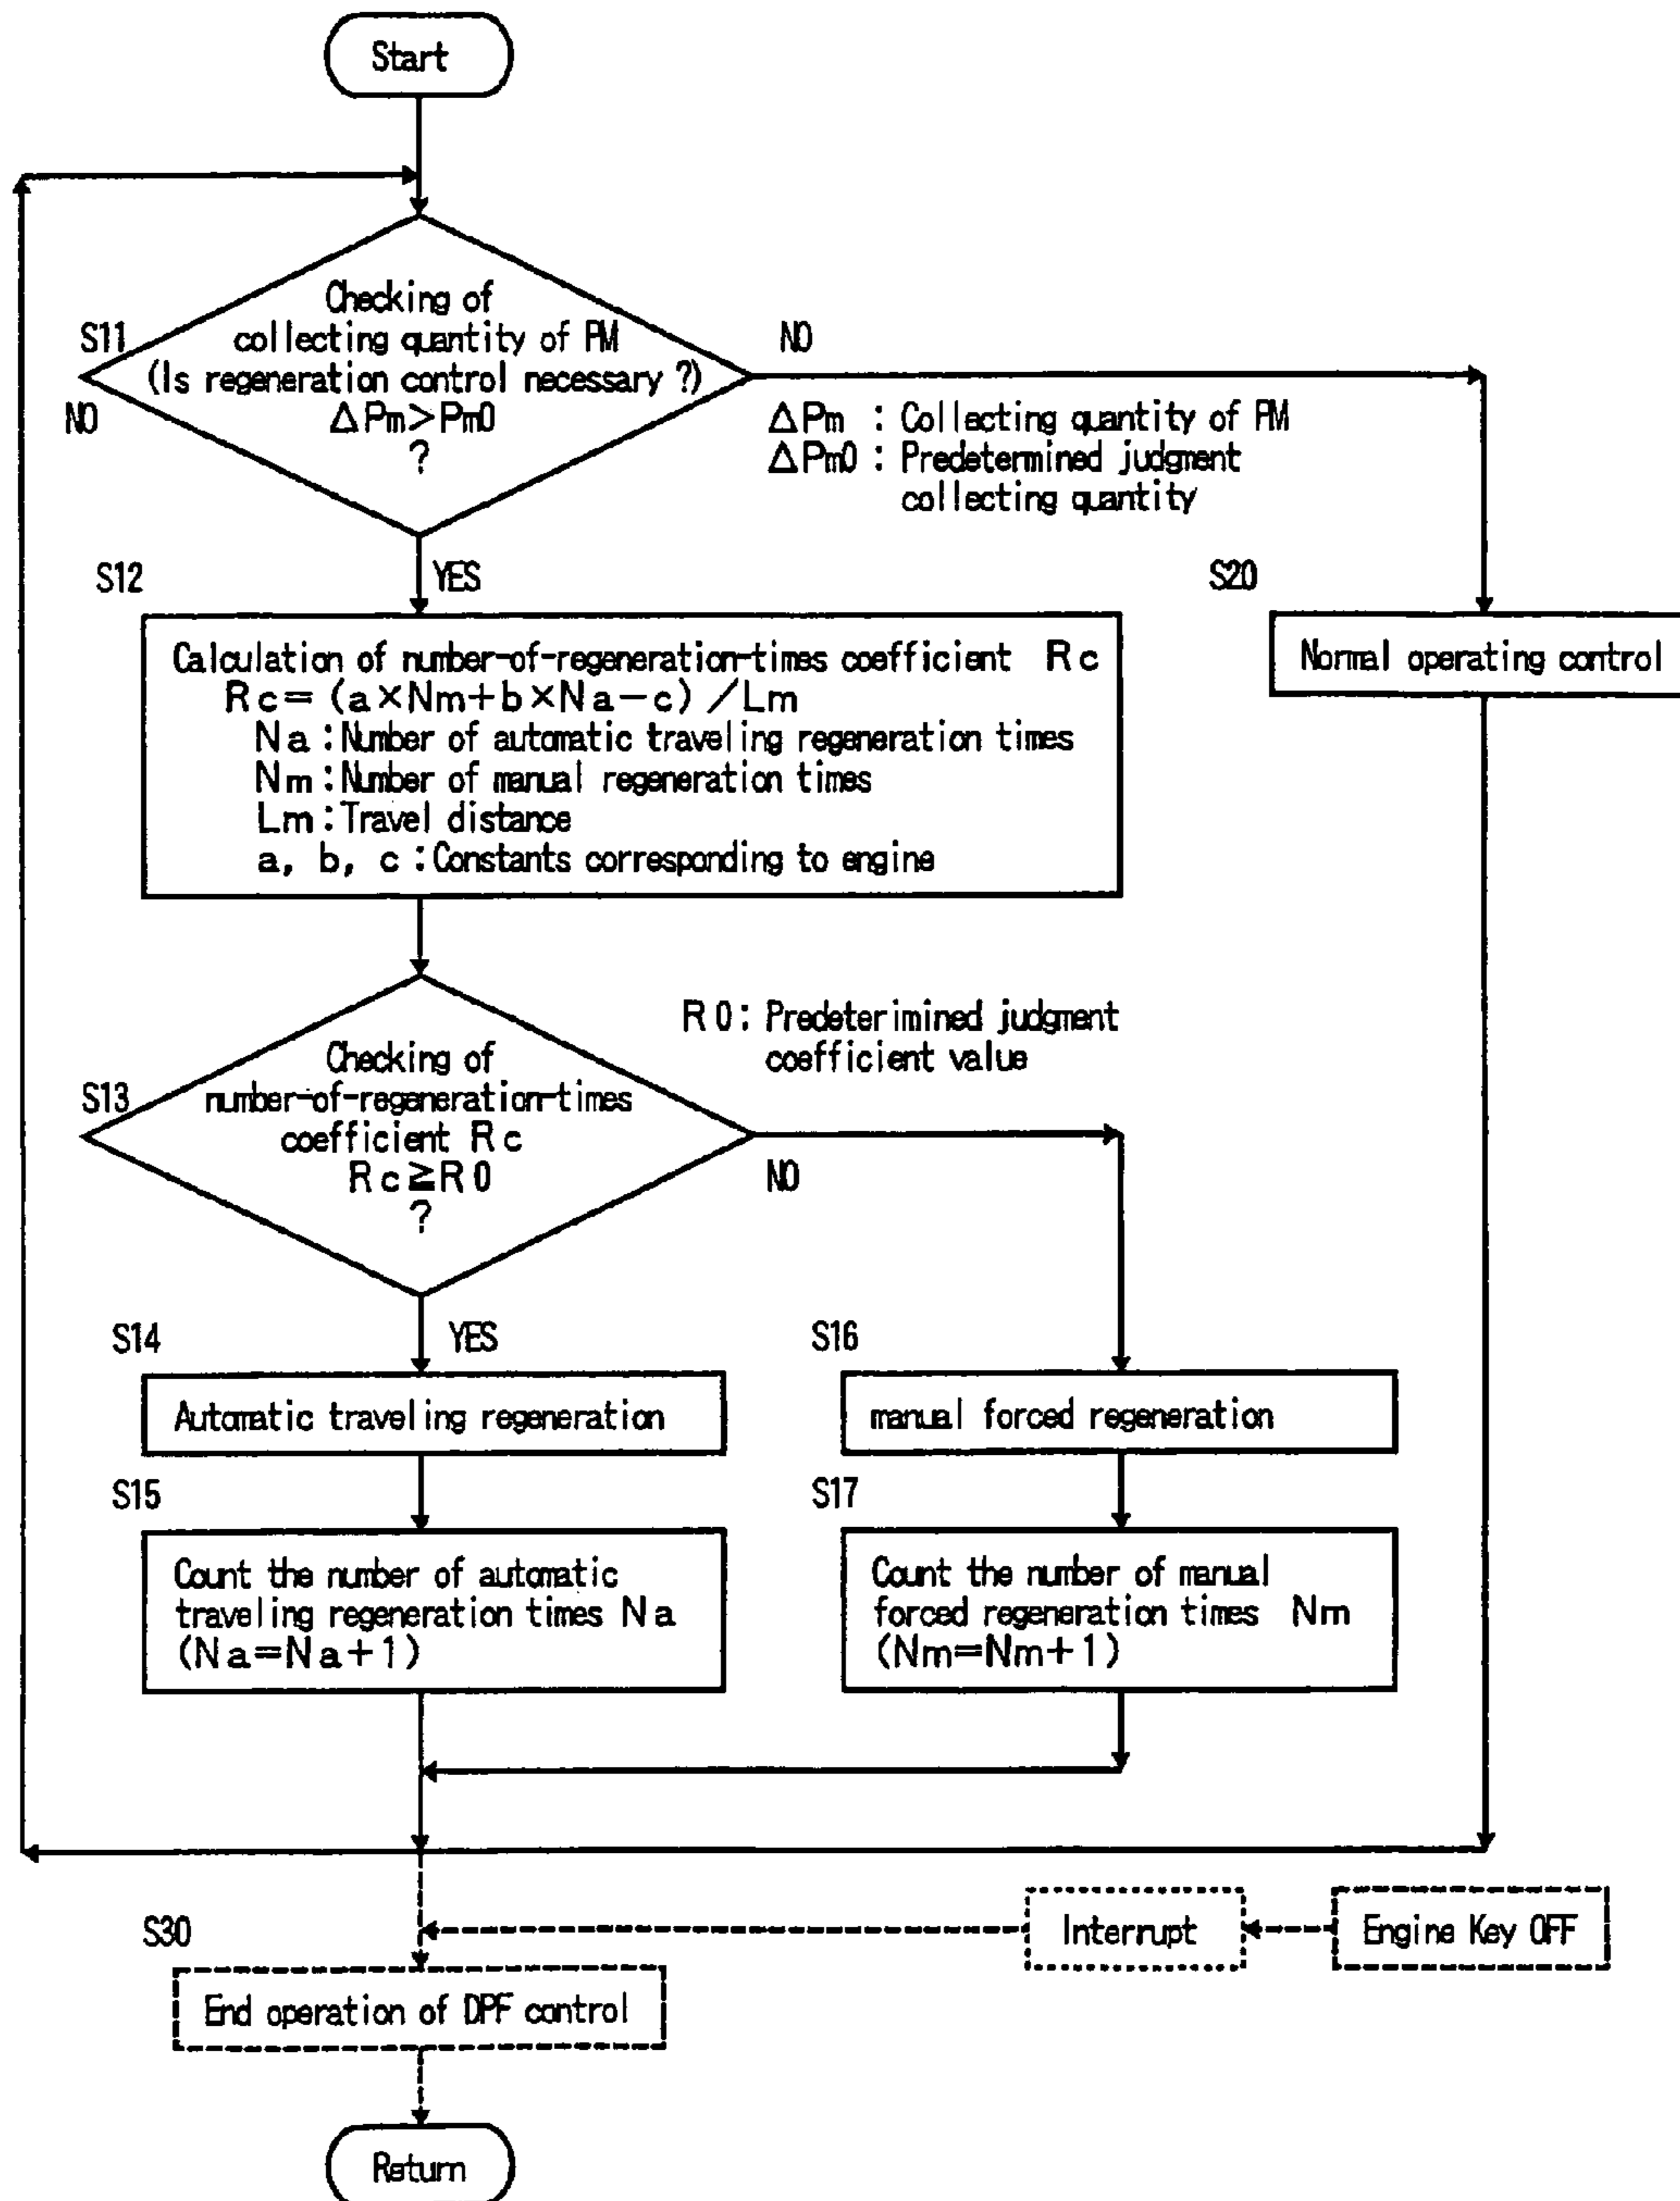 Start
Checking of
collecting quantity of PM
(Is regeneration control necessary ?)
ΔPm>Pm0
?
S11
NO
NO
ΔPm : Collecting quantity of PM
ΔPm0 : Predetermined judgment
collecting quantity
S12
YES
S20
Calculation of number-of-regeneration-times coefficient Rc
Rc=(a×Nm+b×Na-c)/Lm
Na:Number of automatic traveling regeneration times
Nm:Number of manual regeneration times
Lm:Travel distance
a, b, c:Constants corresponding to engine
Normal operating control
R0: Predeterimined judgment
coefficient value
S13
Checking of
number-of-regeneration-times
coefficient Rc
Rc≧R0
?
NO
S14
YES
S16
Automatic traveling regeneration
manual forced regeneration
S15
S17
Count the number of automatic
traveling regeneration times Na
(Na=Na+1)
Count the number of manual
forced regeneration times Nm
(Nm=Nm+1)
S30
Interrupt
Engine Key OFF
End operation of DPF control
Return